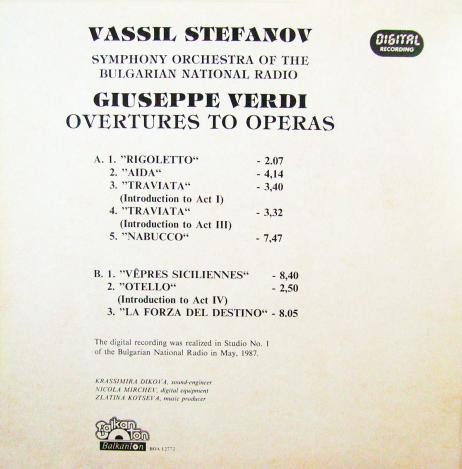 VASSIL STEFANOV
DIGITAL
RECORDING
SYMPHONY ORCHESTRA OF THE
BULGARIAN NATIONAL RADIO
GIUSEPPE VERDI
OVERTURES TO OPERAS
A. 1. ”RIGOLETTO“ - 2.07
2. ”AIDA“ - 4,14
3. ”TRAVIATA“ - 3,40
(Introduction to Act I)
4. ”TRAVIATA“ - 3,32
(Introduction to Act III)
5. ”NABUCCO“ - 7,47
B. 1. ”VÊPRES SICILIENNES“ - 8,40
2. ”OTELLO“ - 2,50
(Introduction to Act IV)
3. ”LA FORZA DEL DESTINO“ - 8.05
The digital recording was realized in Studio No. 1
of the Bulgarian National Radio in May, 1987.
KRASSIMIRA DIKOVA, sound-engineer
NICOLA MIRCHEV, digital equipment
ZLATINA KOTSEVA, music producer
Balkan
Ton
Balkanton
BOA 12772